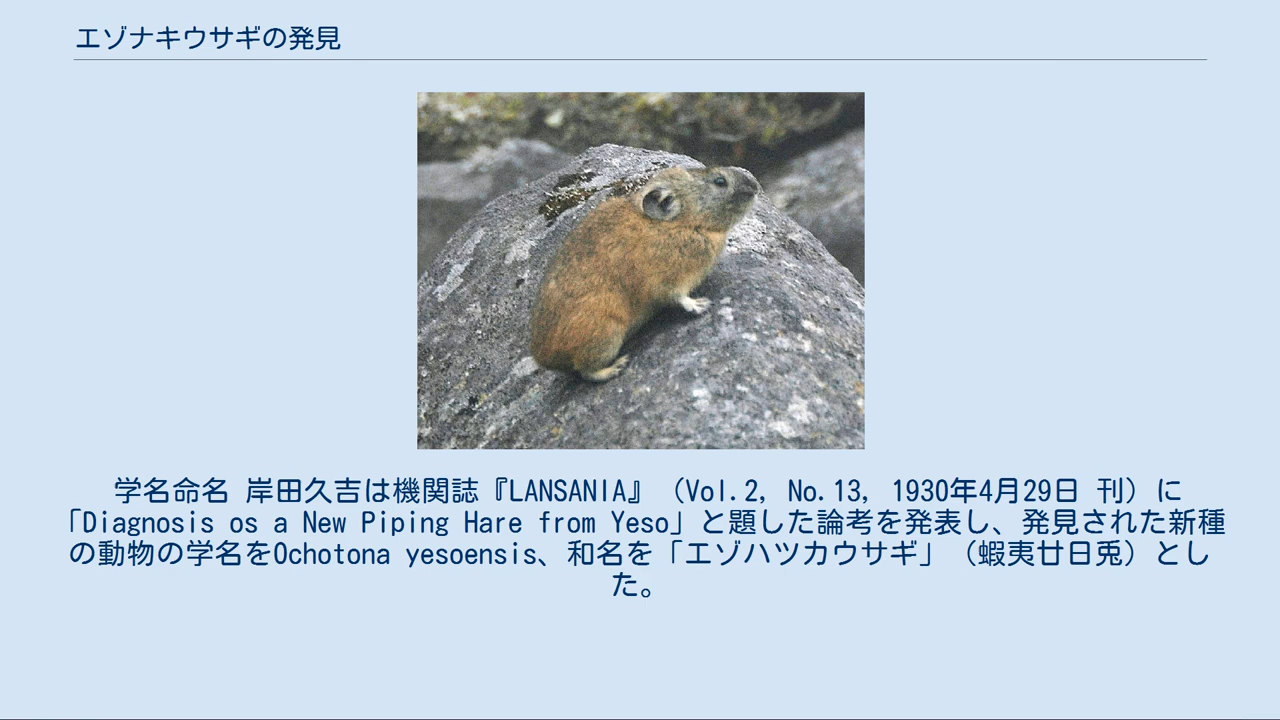 エゾナキウサギの発見
学名命名 岸田久吉は機関誌『LANSANIA』（Vol.2, No.13, 1930年4月29日 刊）に
「Diagnosis os a New Piping Hare from Yeso」と題した論考を発表し、発見された新種
の動物の学名をOchotona yesoensis、和名を「エゾハツカウサギ」（蝦夷廿日兎）とし
た。